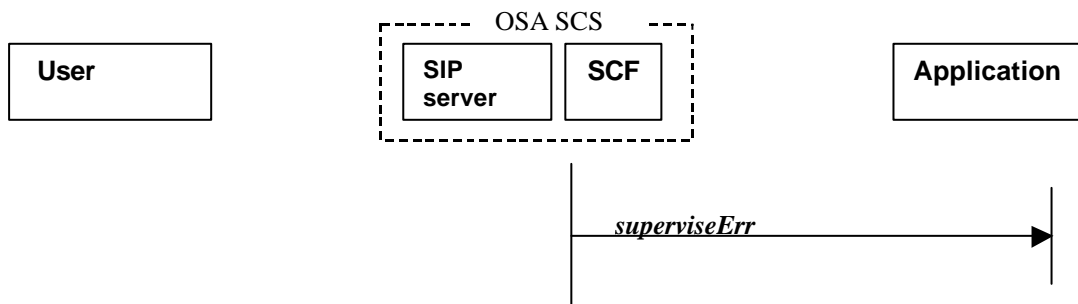 OSA SCS
User
SIP
server
SCF
Application
superviseErr